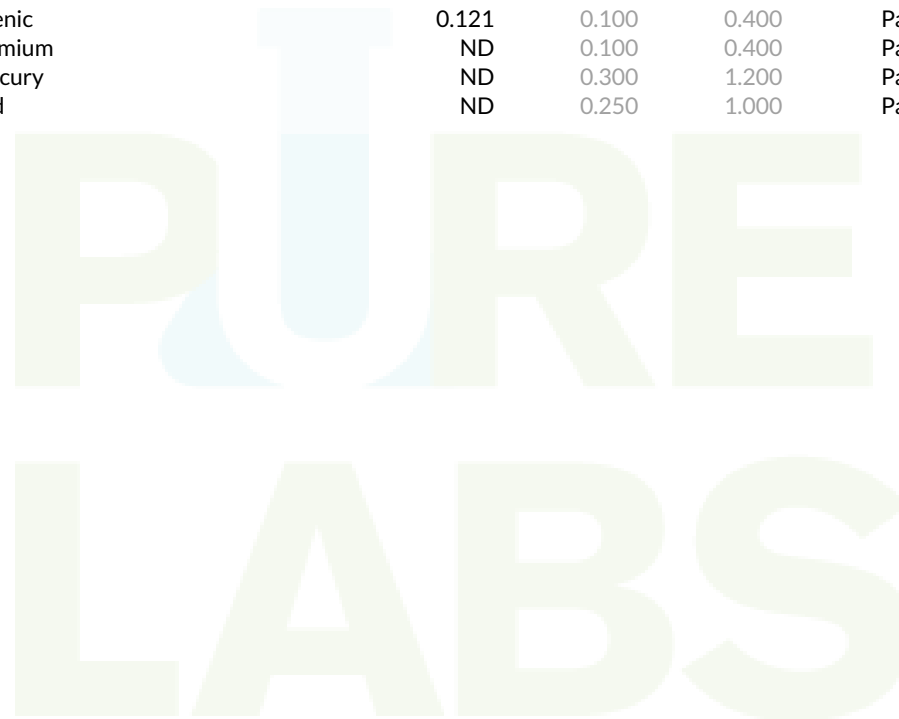 enic 0.121 0.100 0.400 Pa
mium ND 0.100 0.400 Pa
cury ND 0.300 1.200 Pa
d ND 0.250 1.000 Pa
PURE
LABS